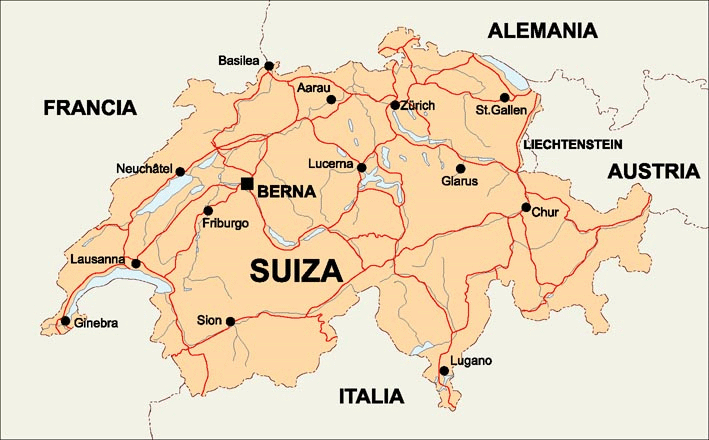 ALEMANIA
Basilea
Aarau
FRANCIA
Zürich
St.Gallen
LIECHTENSTEIN
Neuchâtel
Lucerna
Glarus
AUSTRIA
BERNA
Friburgo
Chur
Lausanna
SUIZA
Ginebra
Sion
Lugano
ITALIA